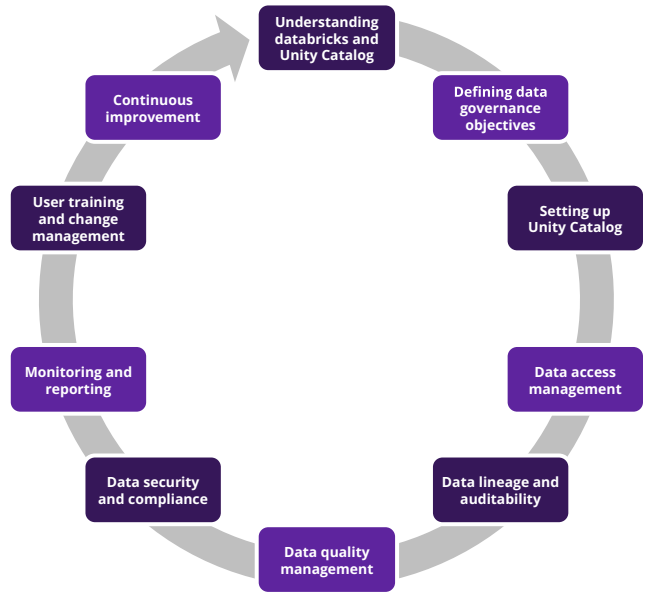 Understanding
databricks and
Unity Catalog
Defining data
governance
objectives
Setting up
Unity Catalog
Data access
management
Data lineage and
auditability
Data quality
management
Data security
and compliance
Monitoring and
reporting
User training
and change
management
Continuous
improvement